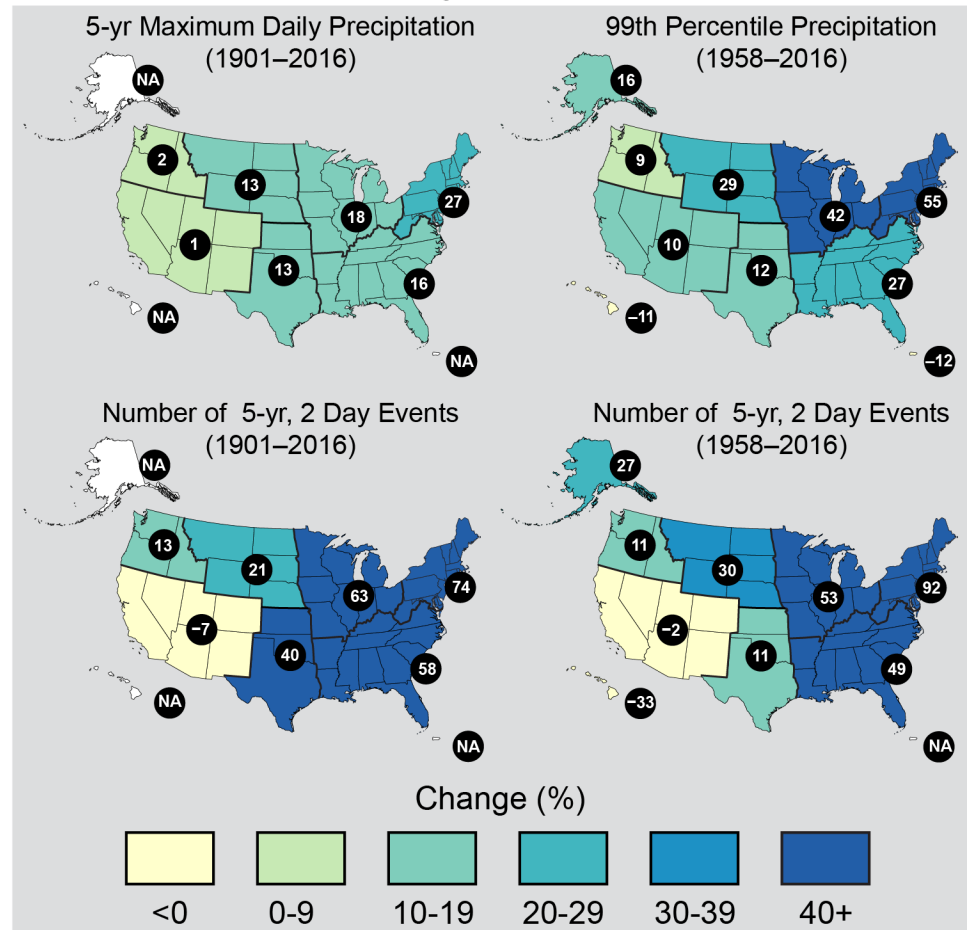 5-yr Maximum Daily Precipitation
(1901–2016)
NA
2
13
18
27
1
13
16
NA
NA
99th Percentile Precipitation
(1958–2016)
16
9
29
42
55
10
12
27
–11
–12
Number of 5-yr, 2 Day Events
(1901–2016)
NA
13
21
63
74
–7
40
58
NA
NA
Number of 5-yr, 2 Day Events
(1958–2016)
27
11
30
53
92
–2
11
49
–33
NA
Change (%)
<0 0-9 10-19 20-29 30-39 40+